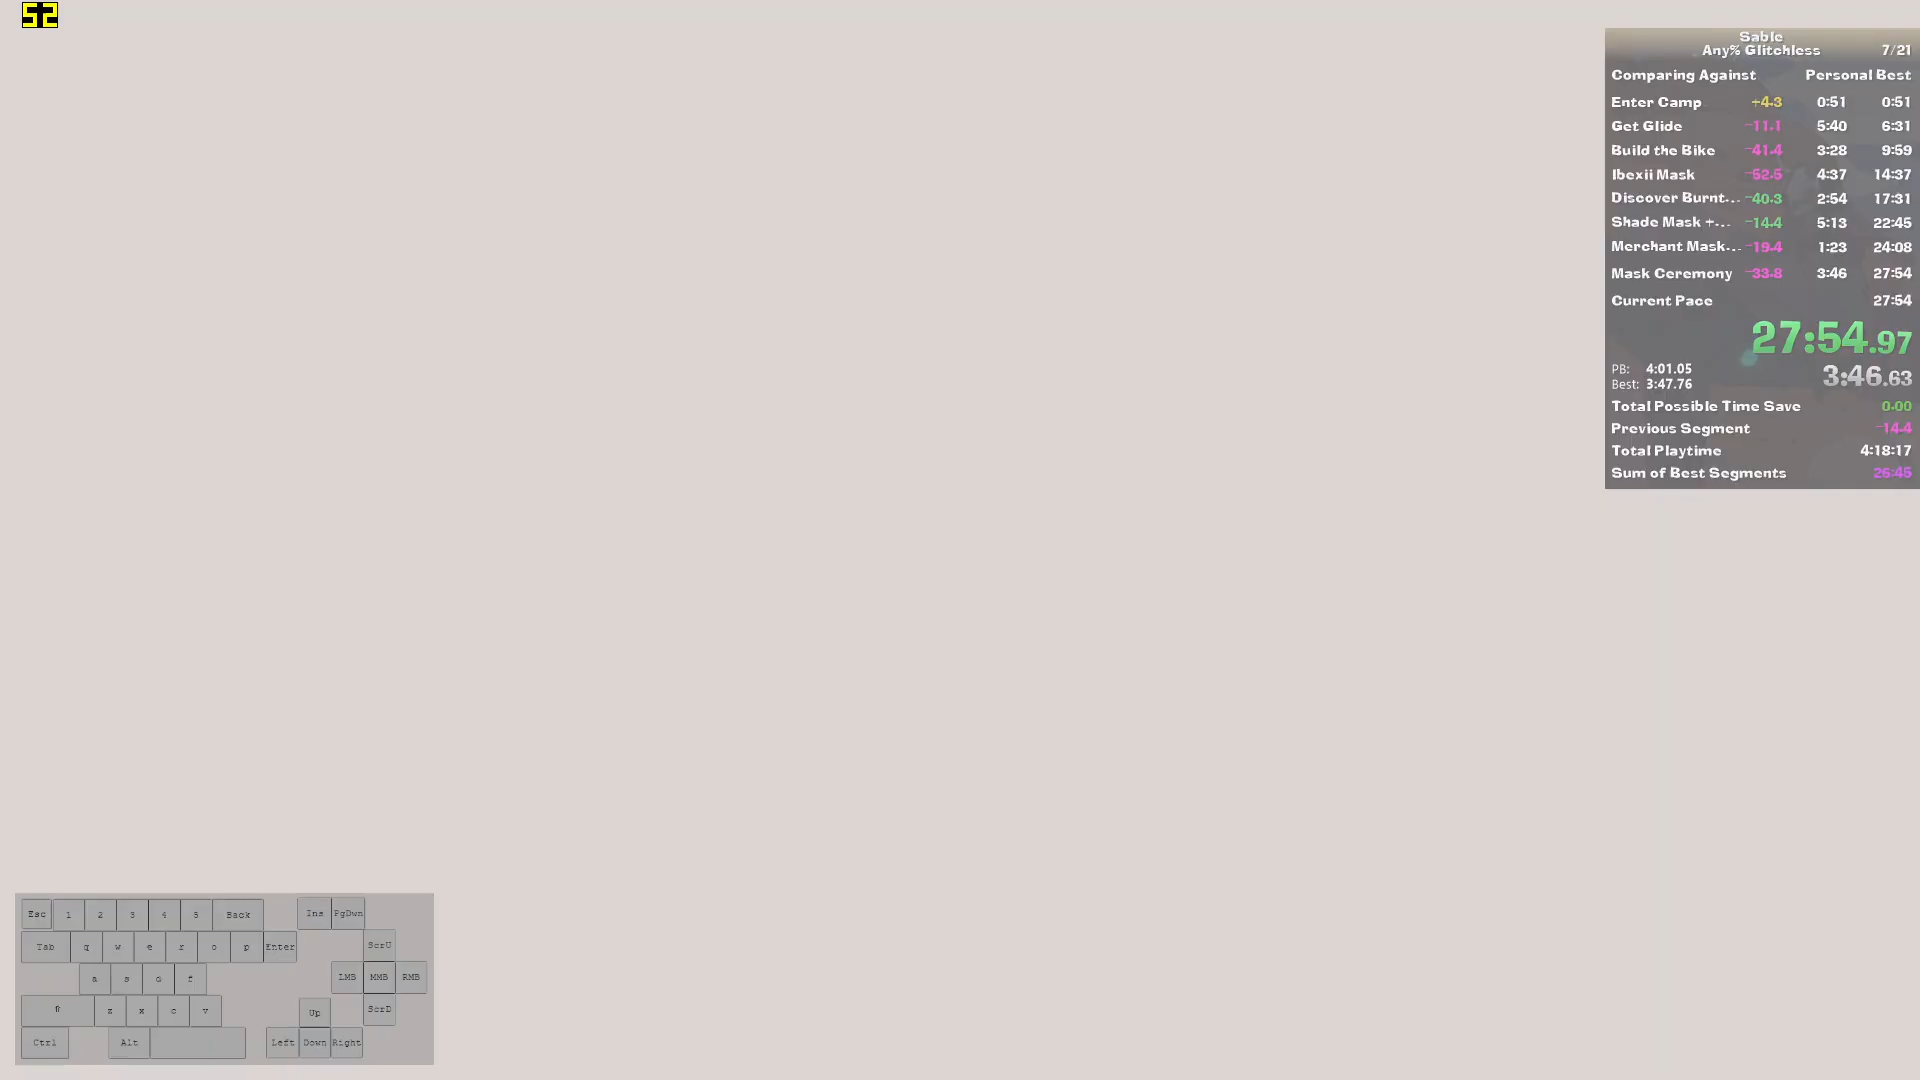 52
Sable
Any% Glitchless 7/21
Comparing Against Personal Best
Enter Camp +4.3 0:51 0:51
Get Glide −11.1 5:40 6:31
Build the Bike −41.4 3:28 9:59
Ibexii Mask −52.5 4:37 14:37
Discover Burnt... −40.3 2:54 17:31
Shade Mask +... −14.4 5:13 22:45
Merchant Mask... −19.4 1:23 24:08
Mask Ceremony −33.8 3:46 27:54
Current Pace 27:54
27:54.97
PB: 4:01.05
Best: 3:47.76
3:46.63
Total Possible Time Save 0.00
Previous Segment −14.4
Total Playtime 4:18:17
Sum of Best Segments 26:45
Esc 1 2 3 4 5 Back Ins PgDwn
Tab q w e r o p Enter ScrU
a s d f LMB MMB RMB
⇧ z x c v Up ScrD
Ctrl Alt Left Down Right